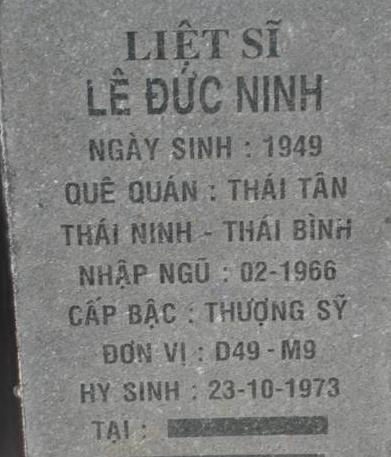 LIỆT SĨ
LÊ ĐỨC NINH
NGÀY SINH : 1949
QUÊ QUÁN : THÁI TÂN
THÁI NINH - THÁI BÌNH
NHẬP NGŨ : 02-1966
CẤP BẬC : THƯỢNG SỸ
ĐƠN VỊ : D49 - M9
HY SINH : 23-10-1973
TẠI :